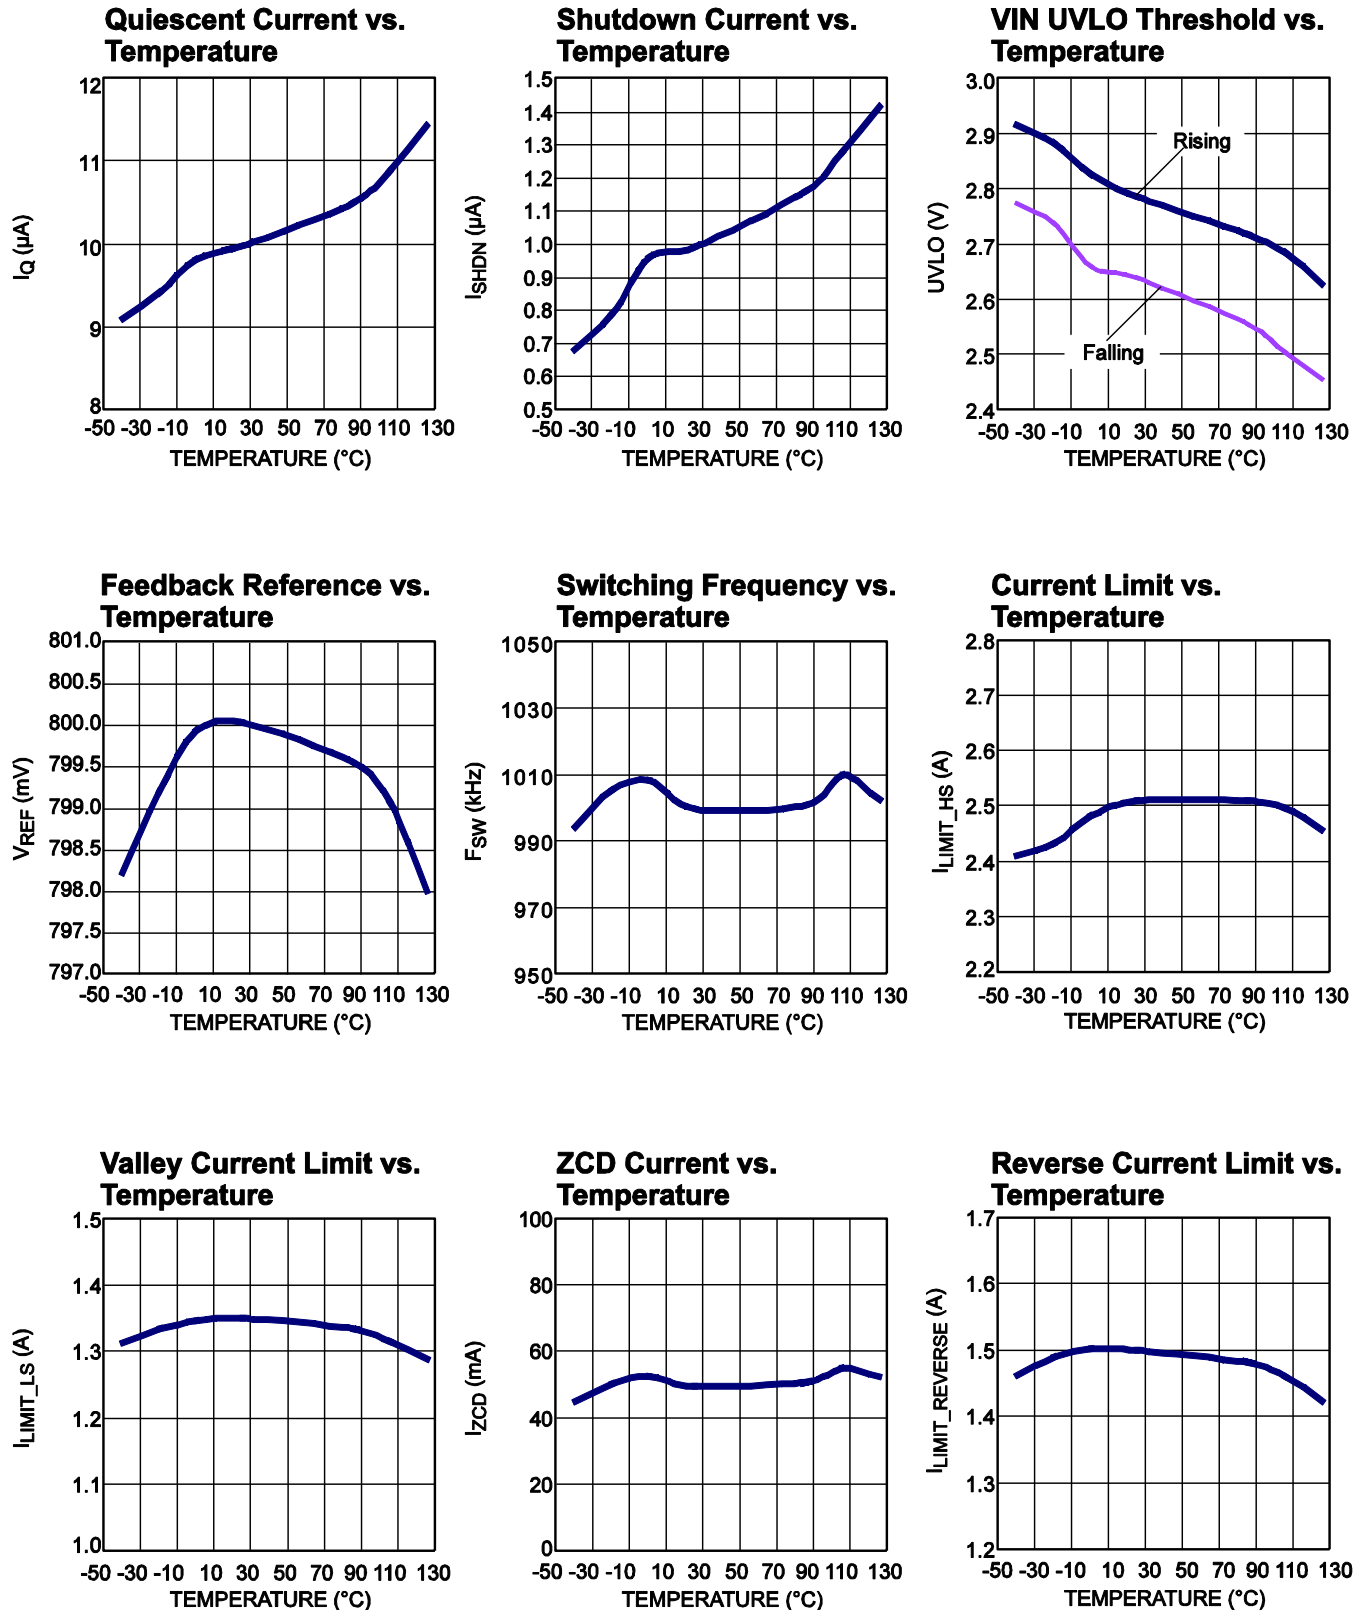 Quiescent Current vs.
Temperature
12
11
10
9
8
IQ (µA)
-50 -30 -10 10 30 50 70 90 110 130
TEMPERATURE (°C)
Shutdown Current vs.
Temperature
1.5
1.4
1.3
1.2
1.1
1.0
0.9
0.8
0.7
0.6
0.5
ISHDN (µA)
-50 -30 -10 10 30 50 70 90 110 130
TEMPERATURE (°C)
VIN UVLO Threshold vs.
Temperature
3.0
2.9
2.8
2.7
2.6
2.5
2.4
UVLO (V)
Rising
Falling
-50 -30 -10 10 30 50 70 90 110 130
TEMPERATURE (°C)
Feedback Reference vs.
Temperature
801.0
800.5
800.0
799.5
799.0
798.5
798.0
797.5
797.0
VREF (mV)
-50 -30 -10 10 30 50 70 90 110 130
TEMPERATURE (°C)
Switching Frequency vs.
Temperature
1050
1030
1010
990
970
950
FSW (kHz)
-50 -30 -10 10 30 50 70 90 110 130
TEMPERATURE (°C)
Current Limit vs.
Temperature
2.8
2.7
2.6
2.5
2.4
2.3
2.2
ILIMIT_HS (A)
-50 -30 -10 10 30 50 70 90 110 130
TEMPERATURE (°C)
Valley Current Limit vs.
Temperature
1.5
1.4
1.3
1.2
1.1
1.0
ILIMIT_LS (A)
-50 -30 -10 10 30 50 70 90 110 130
TEMPERATURE (°C)
ZCD Current vs.
Temperature
100
80
60
40
20
0
IZCD (mA)
-50 -30 -10 10 30 50 70 90 110 130
TEMPERATURE (°C)
Reverse Current Limit vs.
Temperature
1.7
1.6
1.5
1.4
1.3
1.2
ILIMIT_REVERSE (A)
-50 -30 -10 10 30 50 70 90 110 130
TEMPERATURE (°C)